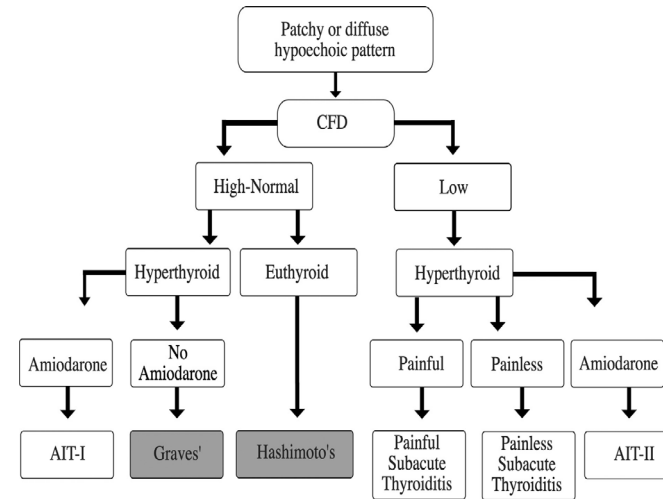 Patchy or diffuse
hypoechoic pattern
CFD
High-Normal
Low
Hyperthyroid
Euthyroid
Hyperthyroid
Amiodarone
No
Amiodarone
Painful
Painless
Amiodarone
AIT-I
Graves'
Hashimoto's
Painful
Subacute
Thyroiditis
Painless
Subacute
Thyroiditis
AIT-II